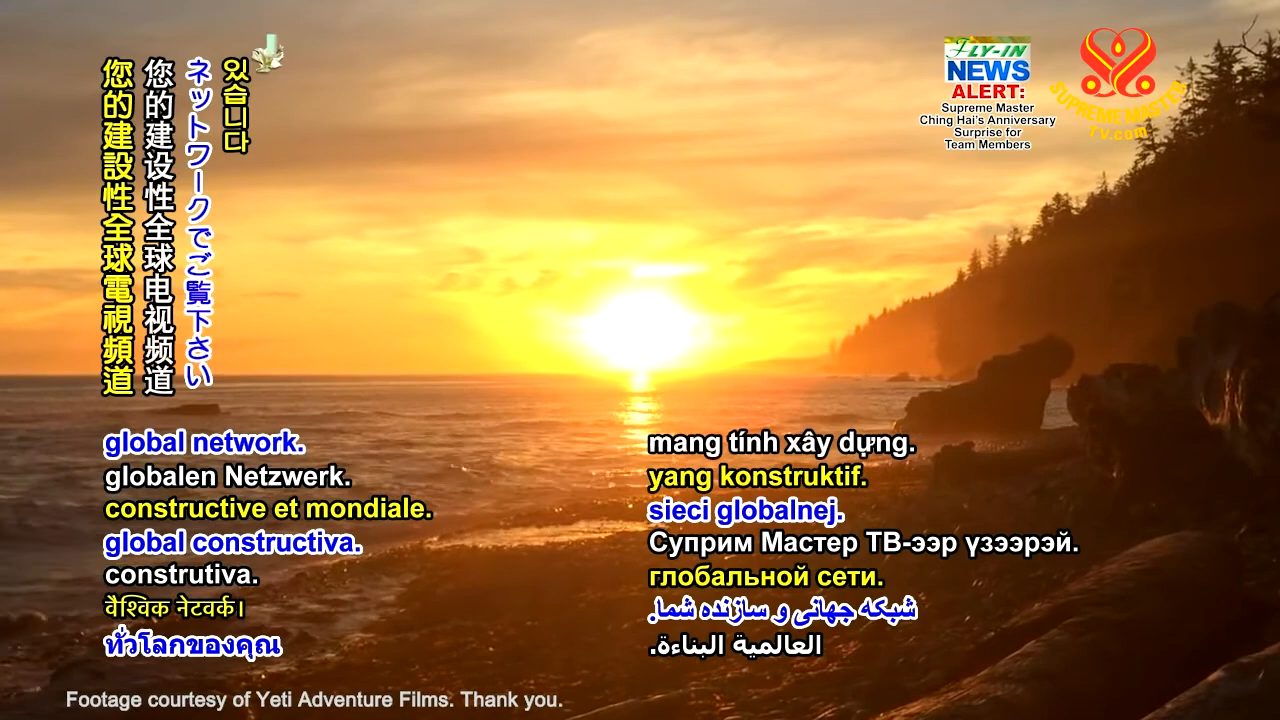 있습니다
ネットワークでご覧下さい
您的建设性全球电视频道
您的建設性全球電視頻道
FLY-IN
NEWS
ALERT:
Supreme Master
Ching Hai's Anniversary
Surprise for
Team Members
SUPREME MASTER
TV.com
global network.
globalen Netzwerk.
constructive et mondiale.
global constructiva.
construtiva.
वैश्विक नेटवर्क।
ทั่วโลกของคุณ
mang tính xây dựng.
yang konstruktif.
sieci globalnej.
Суприм Мастер ТВ-ээр үзээрэй.
глобальной сети.
شبکه جهانی و سازنده شما.
العالمية البناءة.
Footage courtesy of Yeti Adventure Films. Thank you.